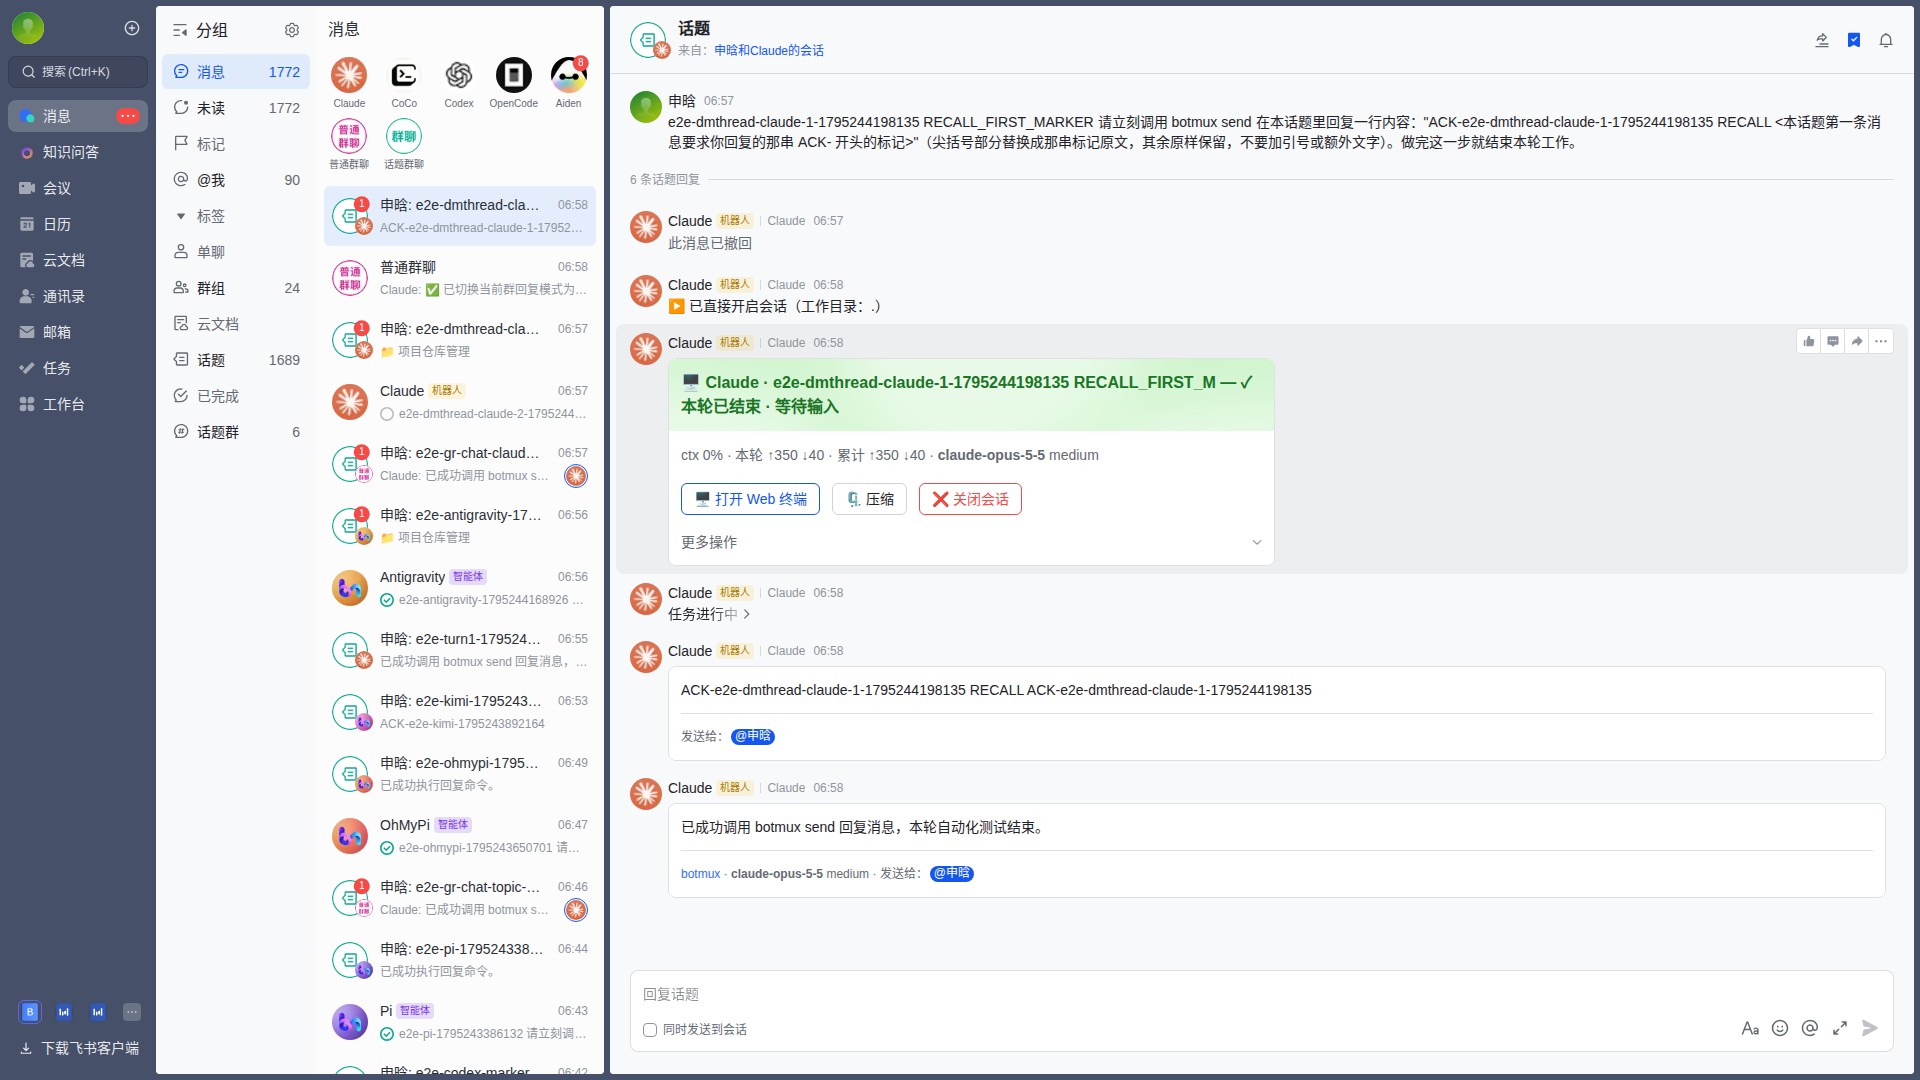 搜索 (Ctrl+K)
消息
知识问答
会议
日历
云文档
通讯录
邮箱
任务
工作台
下载飞书客户端
分组
消息 1772
未读 1772
标记
@我 90
标签
单聊
群组 24
云文档
话题 1689
已完成
话题群 6
消息
Claude
CoCo
Codex
OpenCode
8
Aiden
普通群聊
普通群聊
群聊
话题群聊
1
申晗: e2e-dmthread-cla… 06:58
ACK-e2e-dmthread-claude-1-17952…
普通群聊
普通群聊 06:58
Claude: ✅ 已切换当前群回复模式为…
1
申晗: e2e-dmthread-cla… 06:57
📁 项目仓库管理
Claude 机器人 06:57
e2e-dmthread-claude-2-1795244…
1
申晗: e2e-gr-chat-claud… 06:57
Claude: 已成功调用 botmux s…
1
申晗: e2e-antigravity-17… 06:56
📁 项目仓库管理
Antigravity 智能体 06:56
e2e-antigravity-1795244168926 …
申晗: e2e-turn1-179524… 06:55
已成功调用 botmux send 回复消息，…
申晗: e2e-kimi-1795243… 06:53
ACK-e2e-kimi-1795243892164
申晗: e2e-ohmypi-1795… 06:49
已成功执行回复命令。
OhMyPi 智能体 06:47
e2e-ohmypi-1795243650701 请…
1
申晗: e2e-gr-chat-topic-… 06:46
Claude: 已成功调用 botmux s…
申晗: e2e-pi-179524338… 06:44
已成功执行回复命令。
Pi 智能体 06:43
e2e-pi-1795243386132 请立刻调…
申晗: e2e-codex-marker… 06:42
话题
来自：申晗和Claude的会话
申晗 06:57
e2e-dmthread-claude-1-1795244198135 RECALL_FIRST_MARKER 请立刻调用 botmux send 在本话题里回复一行内容："ACK-e2e-dmthread-claude-1-1795244198135 RECALL <本话题第一条消
息要求你回复的那串 ACK- 开头的标记>"（尖括号部分替换成那串标记原文，其余原样保留，不要加引号或额外文字）。做完这一步就结束本轮工作。
6 条话题回复
Claude 机器人 | Claude 06:57
此消息已撤回
Claude 机器人 | Claude 06:58
▶️ 已直接开启会话（工作目录：.）
Claude 机器人 | Claude 06:58
🖥️ Claude · e2e-dmthread-claude-1-1795244198135 RECALL_FIRST_M — ✓
本轮已结束 · 等待输入
ctx 0% · 本轮 ↑350 ↓40 · 累计 ↑350 ↓40 · claude-opus-5-5 medium
🖥️ 打开 Web 终端
🗜️ 压缩
❌ 关闭会话
更多操作
Claude 机器人 | Claude 06:58
任务进行中
Claude 机器人 | Claude 06:58
ACK-e2e-dmthread-claude-1-1795244198135 RECALL ACK-e2e-dmthread-claude-1-1795244198135
发送给：@申晗
Claude 机器人 | Claude 06:58
已成功调用 botmux send 回复消息，本轮自动化测试结束。
botmux · claude-opus-5-5 medium · 发送给：@申晗
回复话题
同时发送到会话